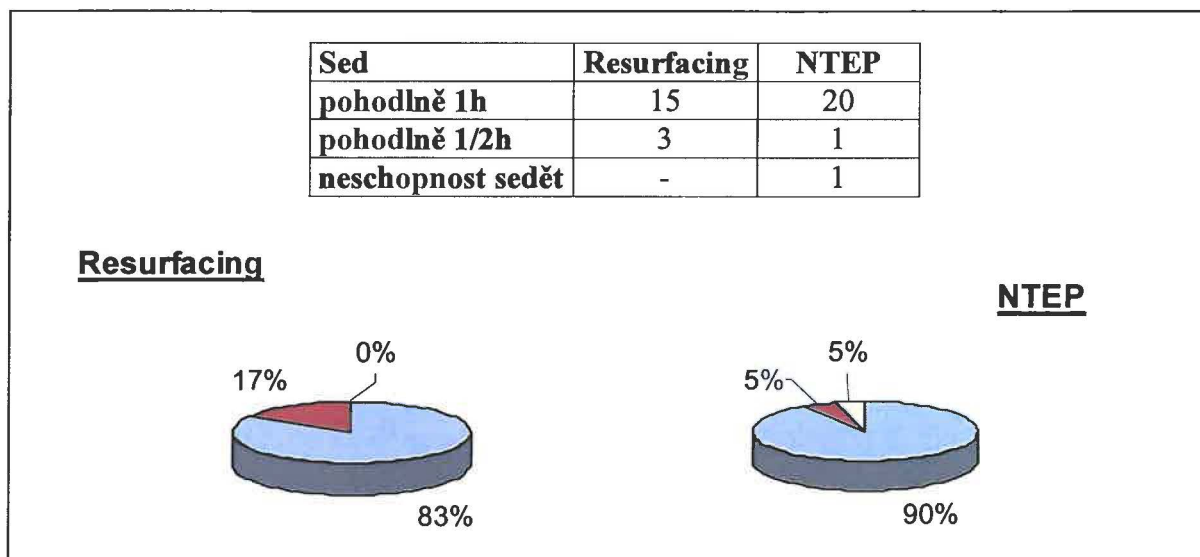 Sed Resurfacing NTEP
pohodlně 1h 15 20
pohodlně 1/2h 3 1
neschopnost sedět - 1
Resurfacing
NTEP
0%
17%
83%
5%
5%
90%